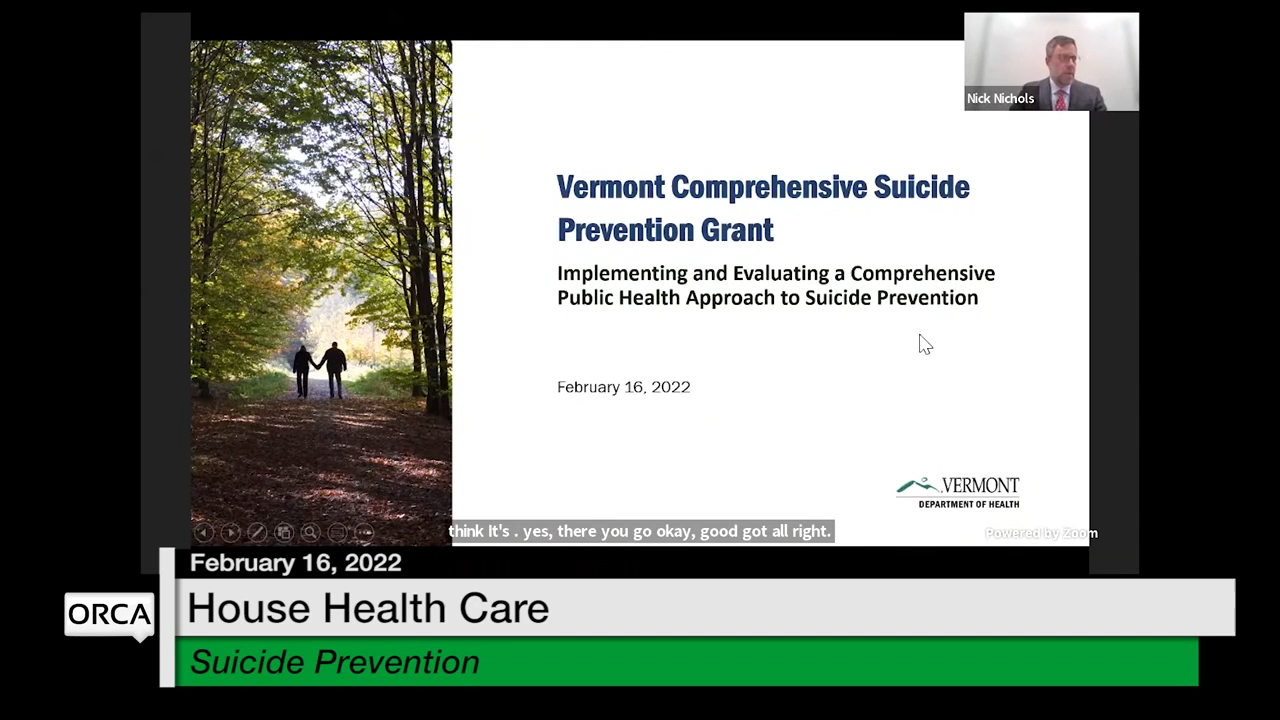 Nick Nichols
Vermont Comprehensive Suicide
Prevention Grant
Implementing and Evaluating a Comprehensive
Public Health Approach to Suicide Prevention
February 16, 2022
VERMONT
DEPARTMENT OF HEALTH
think It's . yes, there you go okay, good got all right.
Powered by Zoom
February 16, 2022
ORCA
House Health Care
Suicide Prevention